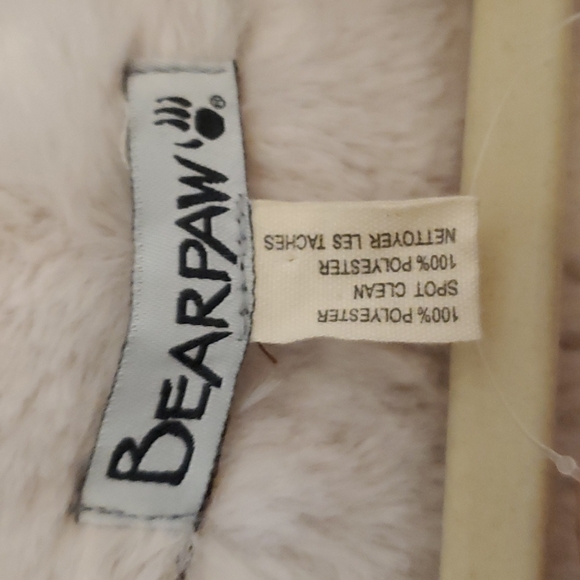 BEARPAW®
100% POLYESTER
SPOT CLEAN
100% POLYESTER
NETTOYER LES TACHES